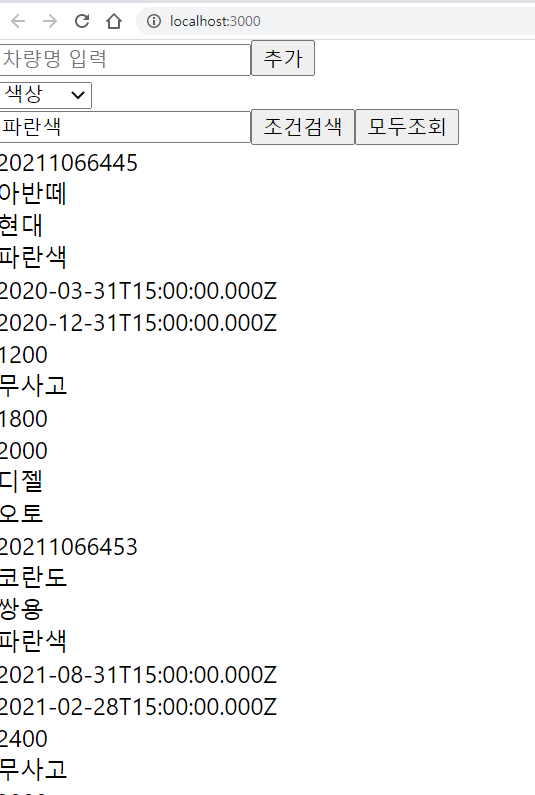 localhost:3000
차량명 입력 추가
색상
파란색 조건검색 모두조회
20211066445
아반떼
현대
파란색
2020-03-31T15:00:00.000Z
2020-12-31T15:00:00.000Z
1200
무사고
1800
2000
디젤
오토
20211066453
코란도
쌍용
파란색
2021-08-31T15:00:00.000Z
2021-02-28T15:00:00.000Z
2400
무사고